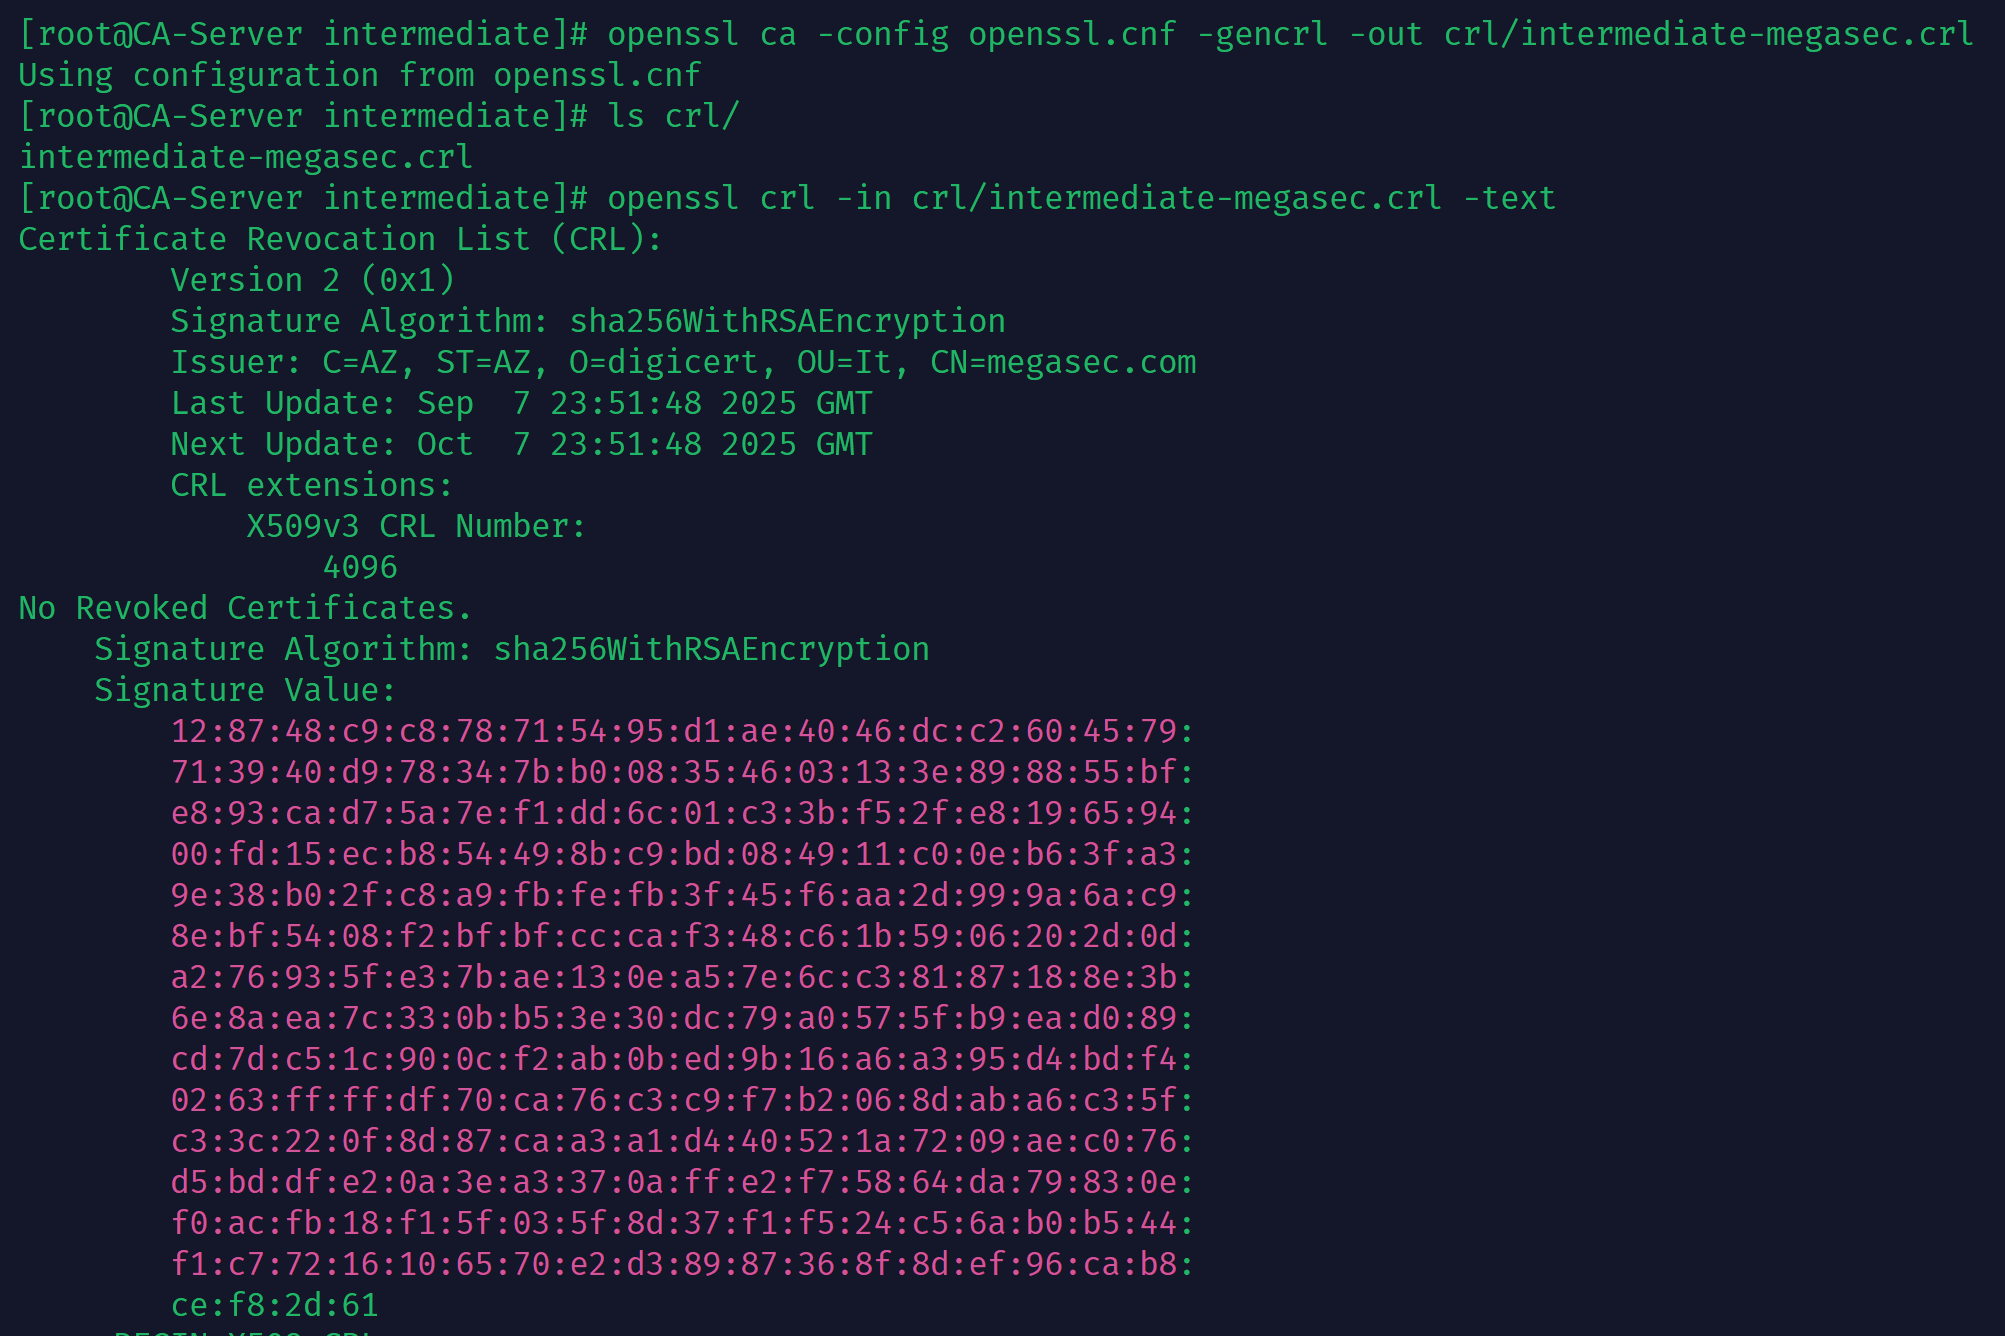 [root@CA-Server intermediate]# openssl ca -config openssl.cnf -gencrl -out crl/intermediate-megasec.crl
Using configuration from openssl.cnf
[root@CA-Server intermediate]# ls crl/
intermediate-megasec.crl
[root@CA-Server intermediate]# openssl crl -in crl/intermediate-megasec.crl -text
Certificate Revocation List (CRL):
        Version 2 (0x1)
        Signature Algorithm: sha256WithRSAEncryption
        Issuer: C=AZ, ST=AZ, O=digicert, OU=It, CN=megasec.com
        Last Update: Sep  7 23:51:48 2025 GMT
        Next Update: Oct  7 23:51:48 2025 GMT
        CRL extensions:
            X509v3 CRL Number:
                4096
No Revoked Certificates.
    Signature Algorithm: sha256WithRSAEncryption
    Signature Value:
        12:87:48:c9:c8:78:71:54:95:d1:ae:40:46:dc:c2:60:45:79:
        71:39:40:d9:78:34:7b:b0:08:35:46:03:13:3e:89:88:55:bf:
        e8:93:ca:d7:5a:7e:f1:dd:6c:01:c3:3b:f5:2f:e8:19:65:94:
        00:fd:15:ec:b8:54:49:8b:c9:bd:08:49:11:c0:0e:b6:3f:a3:
        9e:38:b0:2f:c8:a9:fb:fe:fb:3f:45:f6:aa:2d:99:9a:6a:c9:
        8e:bf:54:08:f2:bf:bf:cc:ca:f3:48:c6:1b:59:06:20:2d:0d:
        a2:76:93:5f:e3:7b:ae:13:0e:a5:7e:6c:c3:81:87:18:8e:3b:
        6e:8a:ea:7c:33:0b:b5:3e:30:dc:79:a0:57:5f:b9:ea:d0:89:
        cd:7d:c5:1c:90:0c:f2:ab:0b:ed:9b:16:a6:a3:95:d4:bd:f4:
        02:63:ff:ff:df:70:ca:76:c3:c9:f7:b2:06:8d:ab:a6:c3:5f:
        c3:3c:22:0f:8d:87:ca:a3:a1:d4:40:52:1a:72:09:ae:c0:76:
        d5:bd:df:e2:0a:3e:a3:37:0a:ff:e2:f7:58:64:da:79:83:0e:
        f0:ac:fb:18:f1:5f:03:5f:8d:37:f1:f5:24:c5:6a:b0:b5:44:
        f1:c7:72:16:10:65:70:e2:d3:89:87:36:8f:8d:ef:96:ca:b8:
        ce:f8:2d:61